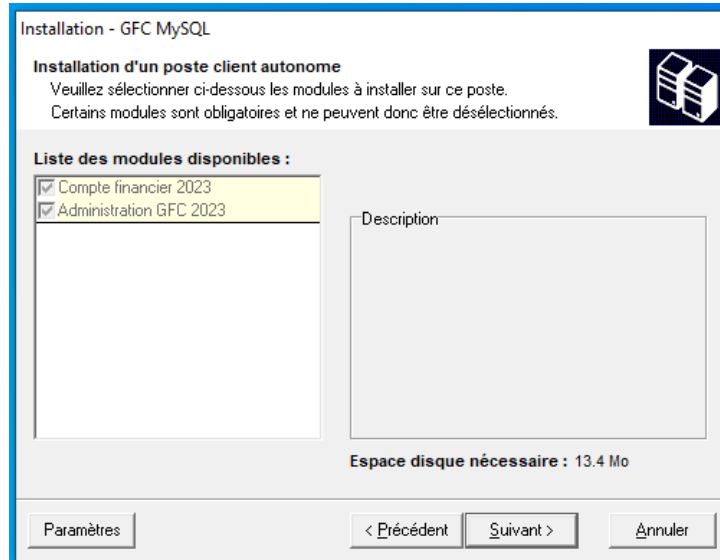 Installation - GFC MySQL
Installation d'un poste client autonome
Veuillez sélectionner ci-dessous les modules à installer sur ce poste.
Certains modules sont obligatoires et ne peuvent donc être désélectionnés.
Liste des modules disponibles :
Compte financier 2023
Administration GFC 2023
Description
Espace disque nécessaire : 13.4 Mo
Paramètres
< Précédent
Suivant >
Annuler